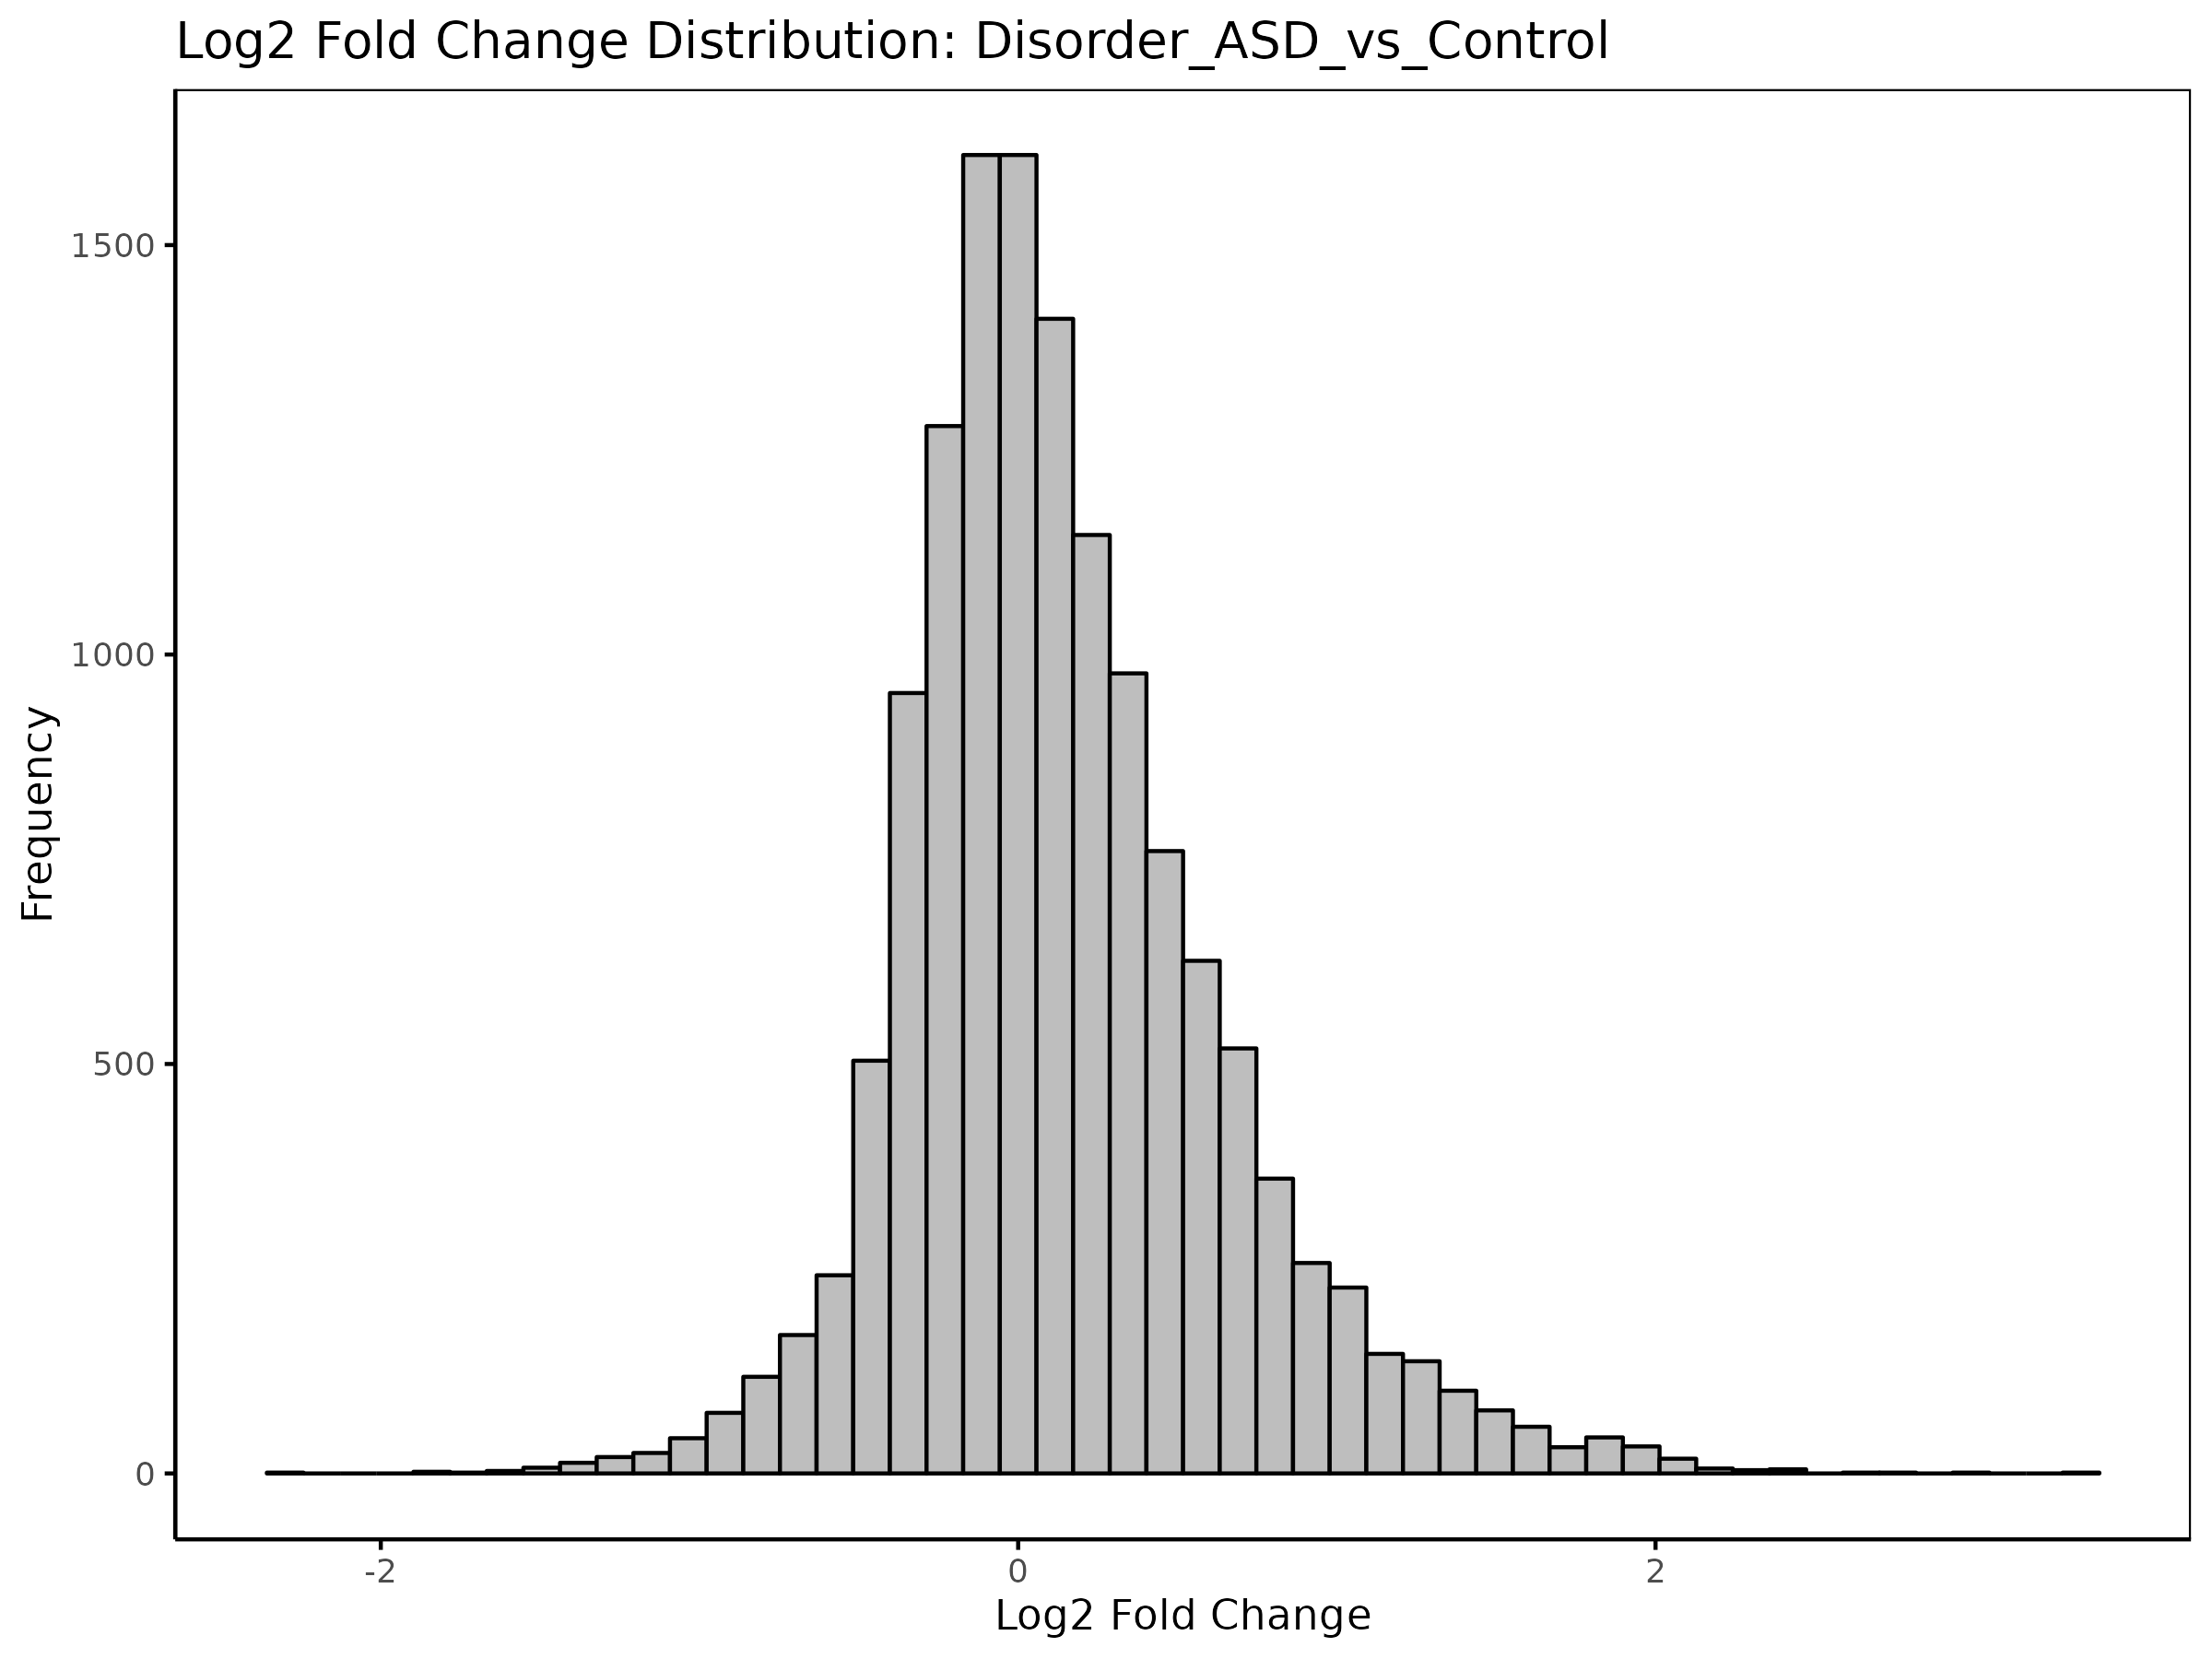 Log2 Fold Change Distribution: Disorder_ASD_vs_Control
1500
1000
500
0
Frequency
-2
0
2
Log2 Fold Change